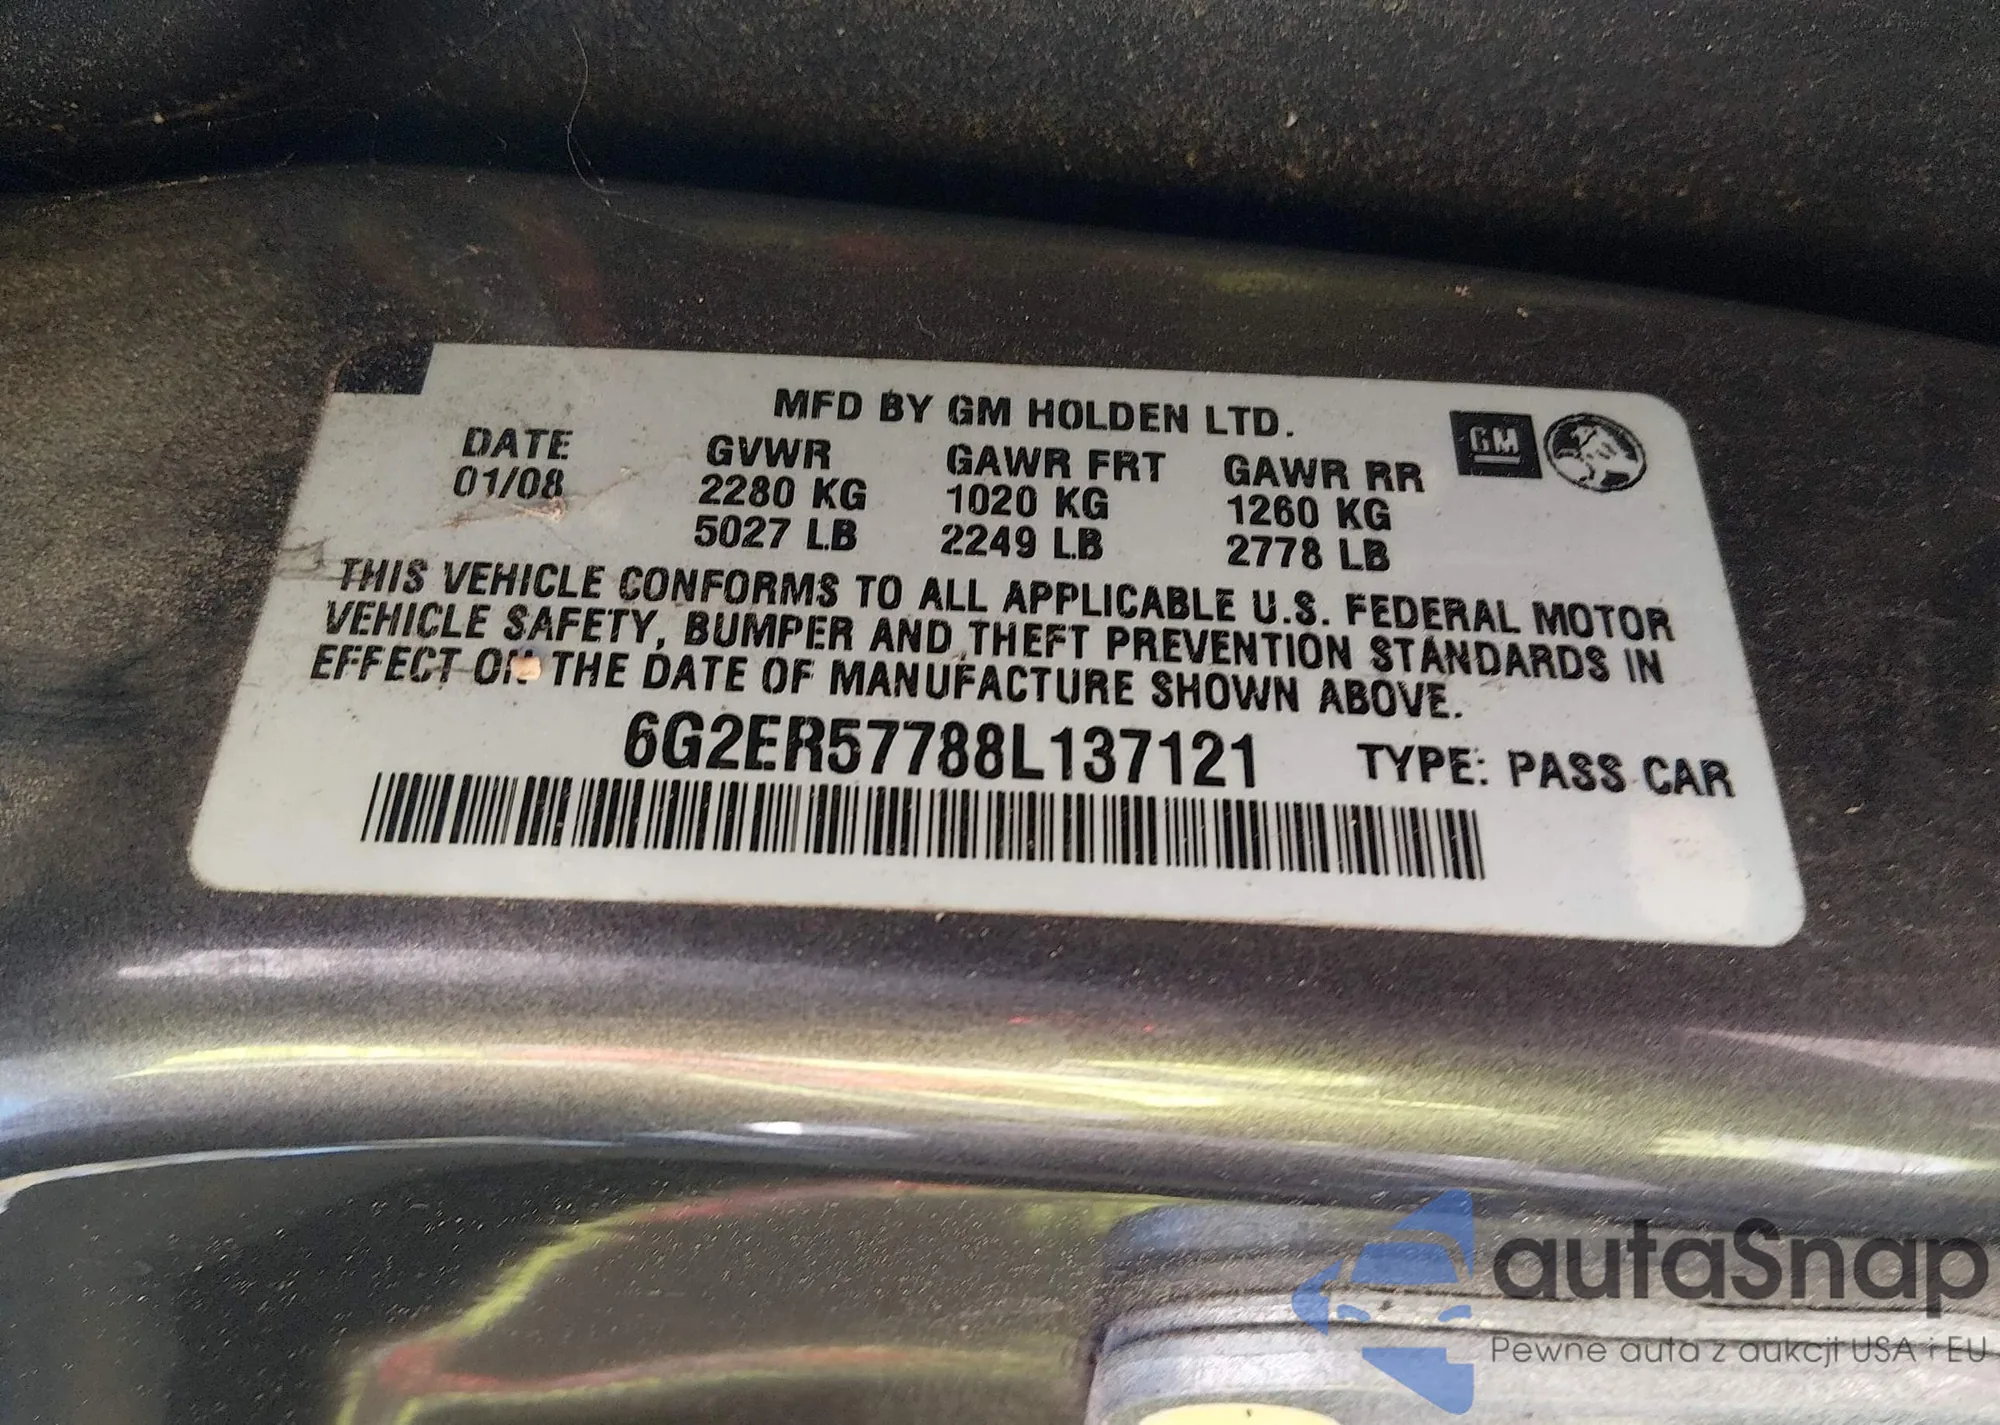 MFD BY GM HOLDEN LTD.
DATE GVWR GAWR FRT GAWR RR GM
01/08 2280 KG 1020 KG 1260 KG
5027 LB 2249 LB 2778 LB
THIS VEHICLE CONFORMS TO ALL APPLICABLE U.S. FEDERAL MOTOR
VEHICLE SAFETY, BUMPER AND THEFT PREVENTION STANDARDS IN
EFFECT ON THE DATE OF MANUFACTURE SHOWN ABOVE.
6G2ER57788L137121 TYPE: PASS CAR
autaSnap
Pewne auta z aukcji USA i EU